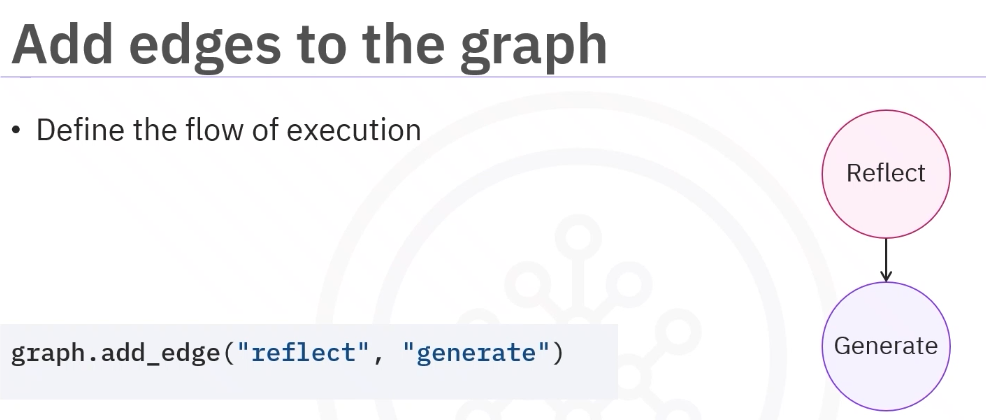 Add edges to the graph
• Define the flow of execution
Reflect
Generate
graph.add_edge("reflect", "generate")